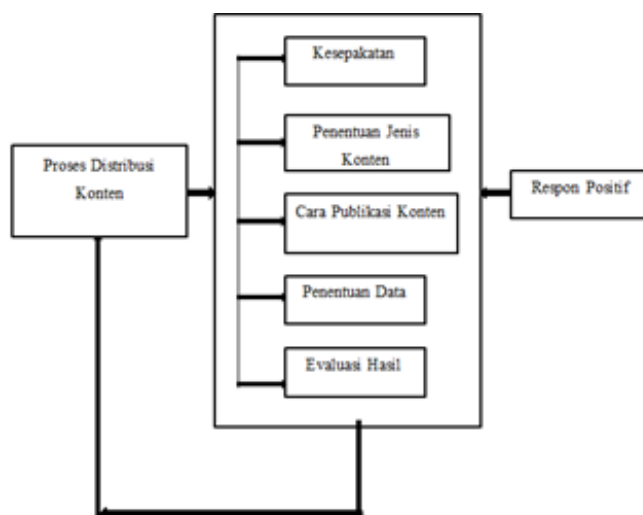 Kesepakatan
Penentuan Jenis
Konten
Proses Distribusi
Konten
Cara Publikasi Konten
Respon Positif
Penentuan Data
Evaluasi Hasil